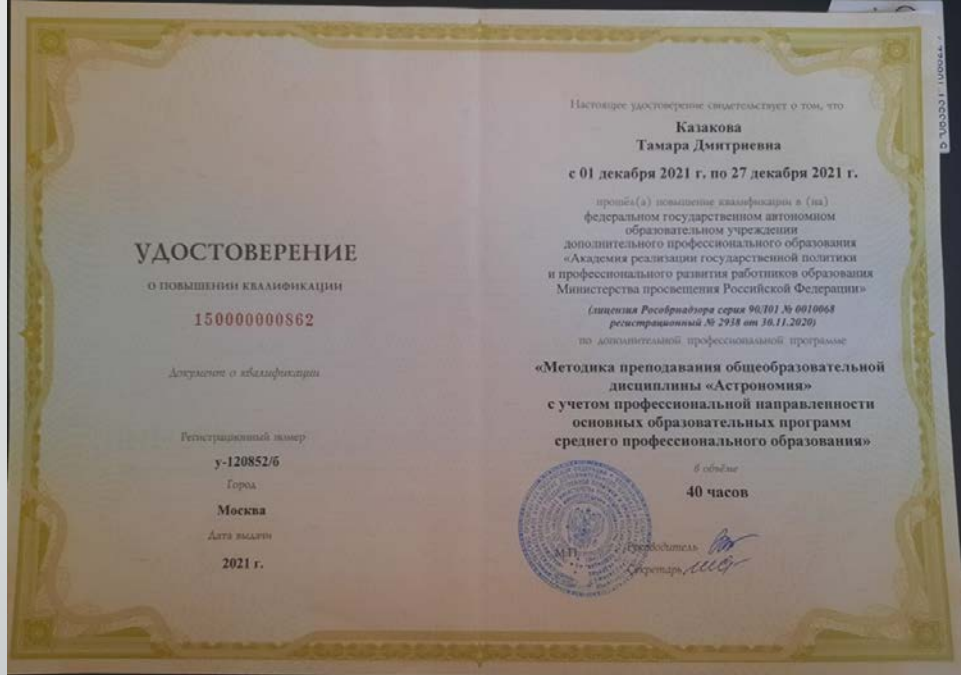 УДОСТОВЕРЕНИЕ
О ПОВЫШЕНИИ КВАЛИФИКАЦИИ
150000000862
Документ о квалификации
Регистрационный номер
у-120852/б
Город
Москва
Дата выдачи
2021 г.
Настоящее удостоверение свидетельствует о том, что
Казакова
Тамара Дмитриевна
с 01 декабря 2021 г. по 27 декабря 2021 г.
прошёл(а) повышение квалификации в (на)
федеральном государственном автономном
образовательном учреждении
дополнительного профессионального образования
«Академия реализации государственной политики
и профессионального развития работников образования
Министерства просвещения Российской Федерации»
(лицензия Рособрнадзора серия 90Л01 № 0010068
регистрационный № 2938 от 30.11.2020)
по дополнительной профессиональной программе
«Методика преподавания общеобразовательной
дисциплины «Астрономия»
с учетом профессиональной направленности
основных образовательных программ
среднего профессионального образования»
в объёме
40 часов
М.П.
Руководитель
Секретарь